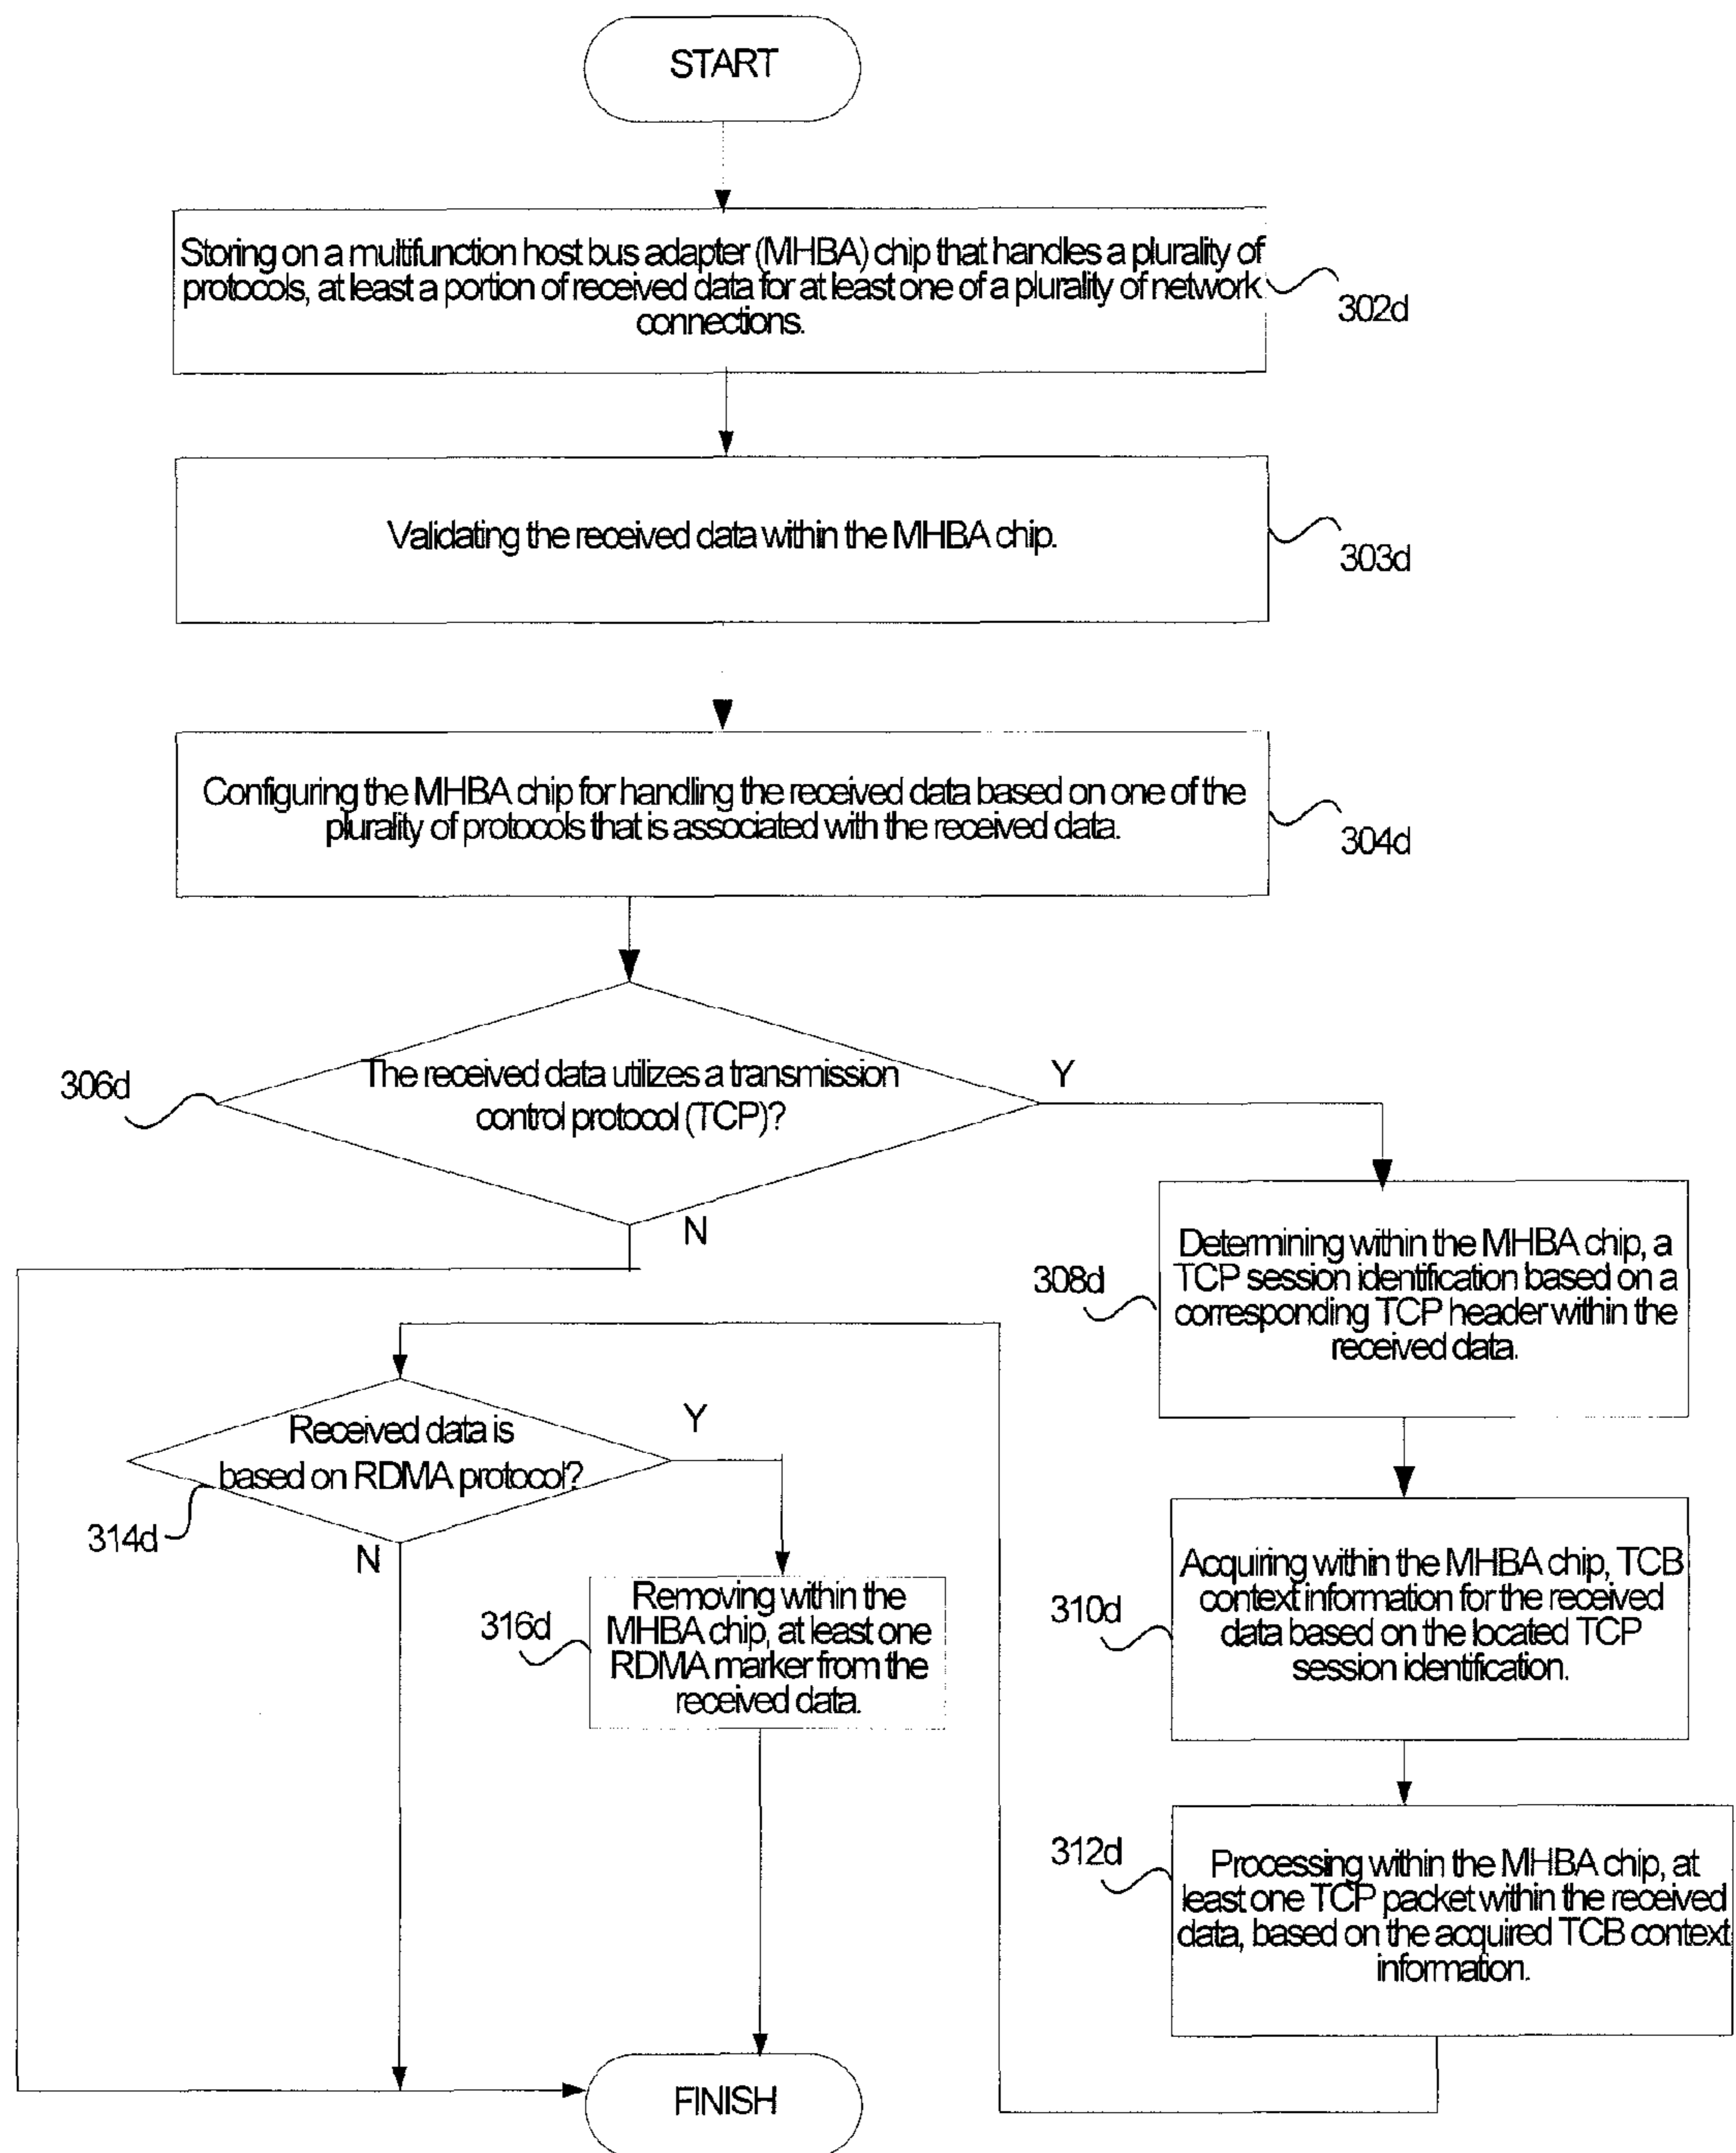 START
Storing on a multifunction host bus adapter (MHBA) chip that handles a plurality of
protocols, at least a portion of received data for at least one of a plurality of network
connections.
302d
Validating the received data within the MHBA chip.
303d
Configuring the MHBA chip for handling the received data based on one of the
plurality of protocols that is associated with the received data.
304d
306d
The received data utilizes a transmission
control protocol (TCP)?
Y
N
308d
Determining within the MHBA chip, a
TCP session identification based on a
corresponding TCP header within the
received data.
Received data is
based on RDMA protocol?
Y
314d
N
316d
Removing within the
MHBA chip, at least one
RDMA marker from the
received data.
310d
Acquiring within the MHBA chip, TCB
context information for the received
data based on the located TCP
session identification.
312d
Processing within the MHBA chip, at
least one TCP packet within the received
data, based on the acquired TCB context
information.
FINISH